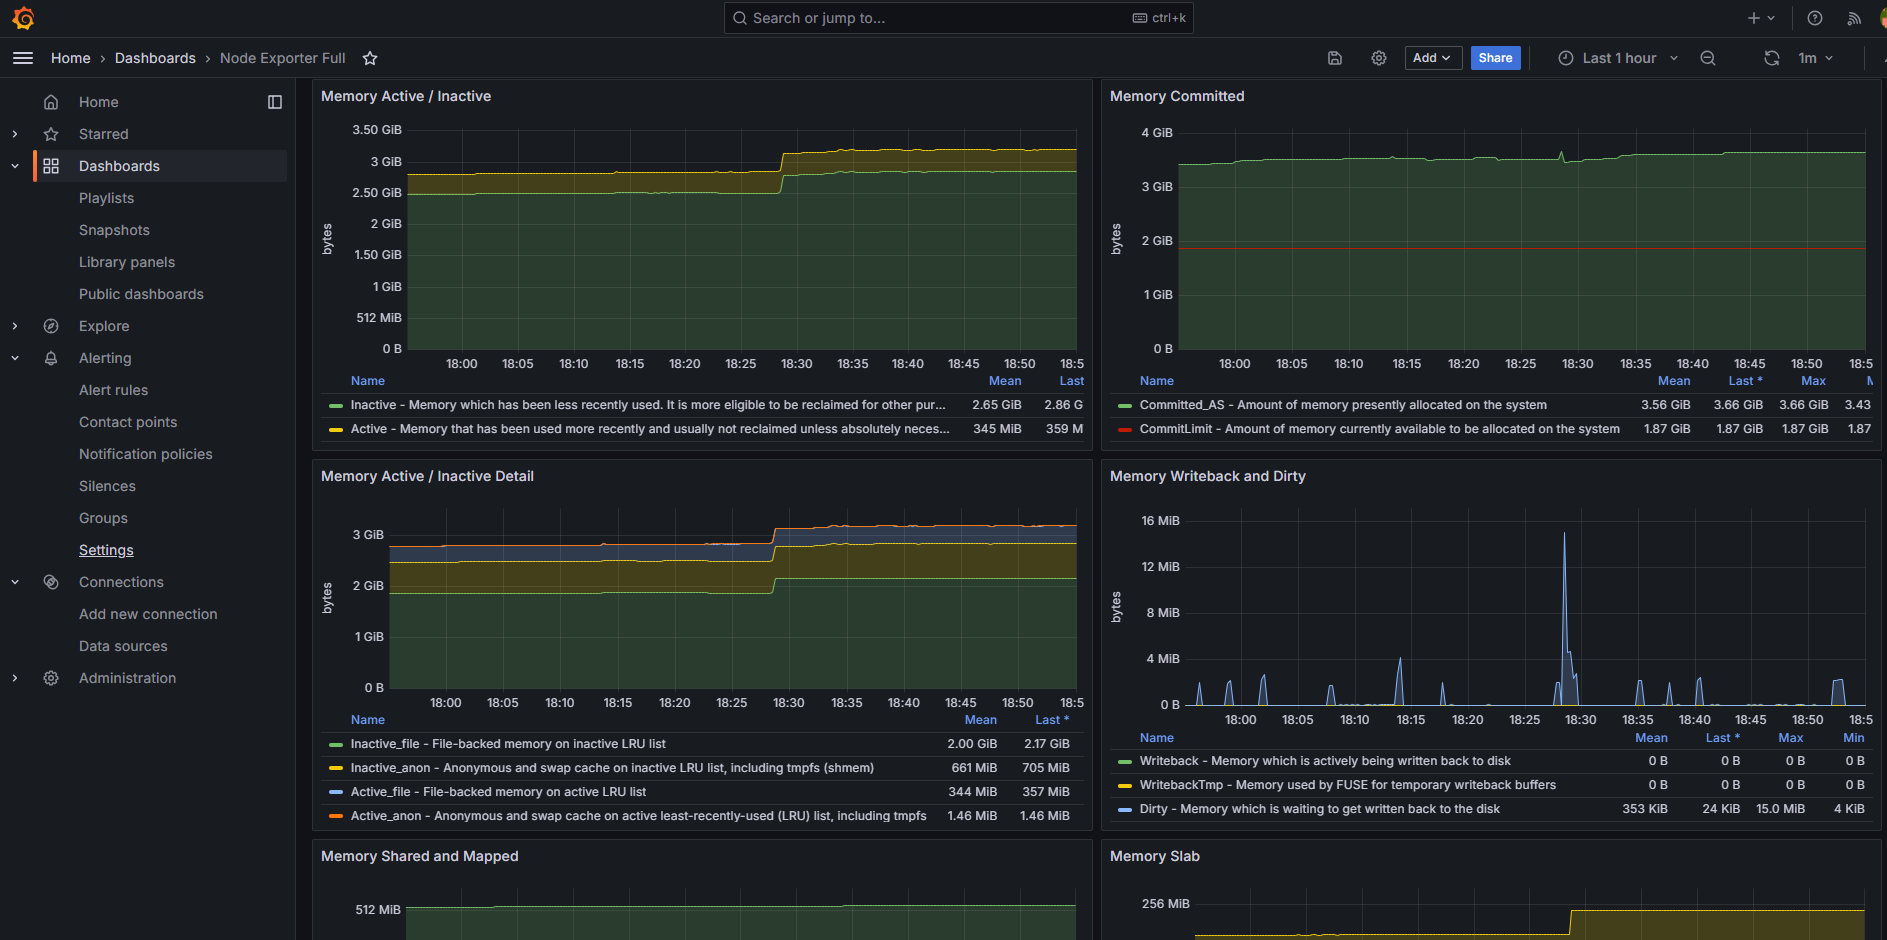 Search or jump to... ctrl+k
Home › Dashboards › Node Exporter Full
Add
Share
Last 1 hour
1m
Home
Starred
Dashboards
Playlists
Snapshots
Library panels
Public dashboards
Explore
Alerting
Alert rules
Contact points
Notification policies
Silences
Groups
Settings
Connections
Add new connection
Data sources
Administration
Memory Active / Inactive
bytes
3.50 GiB
3 GiB
2.50 GiB
2 GiB
1.50 GiB
1 GiB
512 MiB
0 B
18:00 18:05 18:10 18:15 18:20 18:25 18:30 18:35 18:40 18:45 18:50 18:5
Name Mean Last
Inactive - Memory which has been less recently used. It is more eligible to be reclaimed for other pur... 2.65 GiB 2.86 G
Active - Memory that has been used more recently and usually not reclaimed unless absolutely neces... 345 MiB 359 M
Memory Committed
bytes
4 GiB
3 GiB
2 GiB
1 GiB
0 B
18:00 18:05 18:10 18:15 18:20 18:25 18:30 18:35 18:40 18:45 18:50 18:5
Name Mean Last * Max
Committed_AS - Amount of memory presently allocated on the system 3.56 GiB 3.66 GiB 3.66 GiB 3.43
CommitLimit - Amount of memory currently available to be allocated on the system 1.87 GiB 1.87 GiB 1.87 GiB 1.87
Memory Active / Inactive Detail
bytes
3 GiB
2 GiB
1 GiB
0 B
18:00 18:05 18:10 18:15 18:20 18:25 18:30 18:35 18:40 18:45 18:50 18:5
Name Mean Last *
Inactive_file - File-backed memory on inactive LRU list 2.00 GiB 2.17 GiB
Inactive_anon - Anonymous and swap cache on inactive LRU list, including tmpfs (shmem) 661 MiB 705 MiB
Active_file - File-backed memory on active LRU list 344 MiB 357 MiB
Active_anon - Anonymous and swap cache on active least-recently-used (LRU) list, including tmpfs 1.46 MiB 1.46 MiB
Memory Writeback and Dirty
bytes
16 MiB
12 MiB
8 MiB
4 MiB
0 B
18:00 18:05 18:10 18:15 18:20 18:25 18:30 18:35 18:40 18:45 18:50 18:5
Name Mean Last * Max Min
Writeback - Memory which is actively being written back to disk 0 B 0 B 0 B 0 B
WritebackTmp - Memory used by FUSE for temporary writeback buffers 0 B 0 B 0 B 0 B
Dirty - Memory which is waiting to get written back to the disk 353 KiB 24 KiB 15.0 MiB 4 KiB
Memory Shared and Mapped
512 MiB
Memory Slab
256 MiB